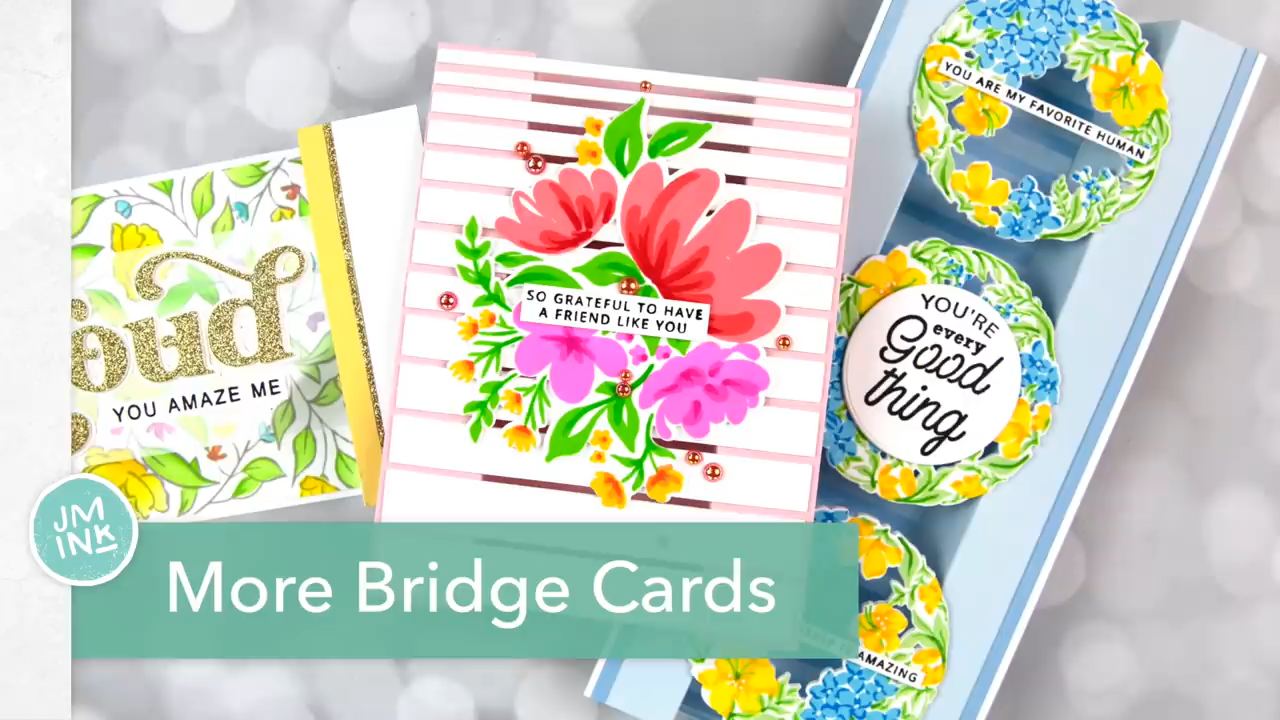 YOU ARE MY FAVORITE HUMAN
SO GRATEFUL TO HAVE
A FRIEND LIKE YOU
YOU'RE
every
Good
thing
oud
YOU AMAZE ME
JM
INK
More Bridge Cards
AMAZING